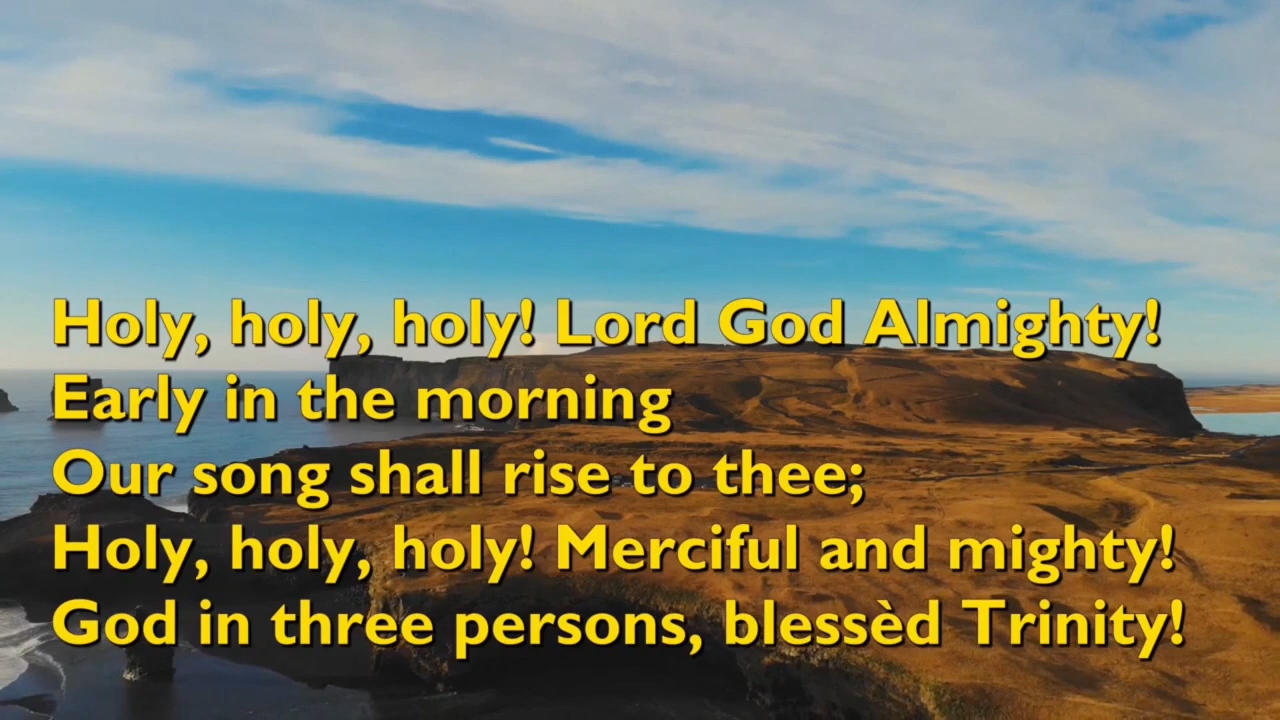 Holy, holy, holy! Lord God Almighty!
Early in the morning
Our song shall rise to thee;
Holy, holy, holy! Merciful and mighty!
God in three persons, blessèd Trinity!